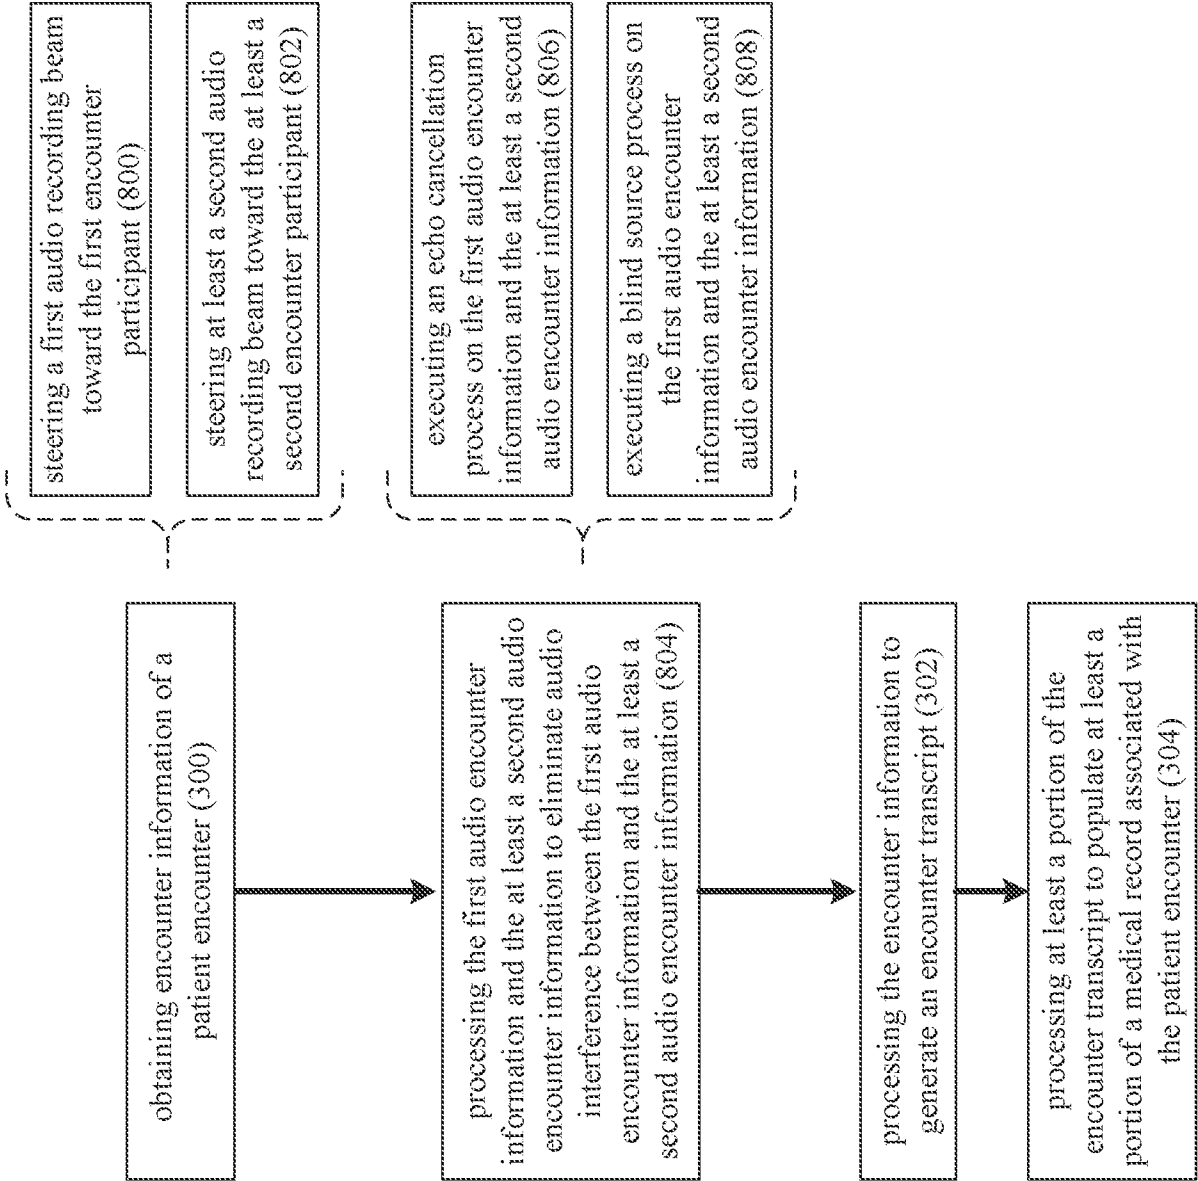 obtaining encounter information of a
patient encounter (300)
steering a first audio recording beam
toward the first encounter
participant (800)
steering at least a second audio
recording beam toward the at least a
second encounter participant (802)
processing the first audio encounter
information and the at least a second audio
encounter information to eliminate audio
interference between the first audio
encounter information and the at least a
second audio encounter information (804)
executing an echo cancellation
process on the first audio encounter
information and the at least a second
audio encounter information (806)
executing a blind source process on
the first audio encounter
information and the at least a second
audio encounter information (808)
processing the encounter information to
generate an encounter transcript (302)
processing at least a portion of the
encounter transcript to populate at least a
portion of a medical record associated with
the patient encounter (304)